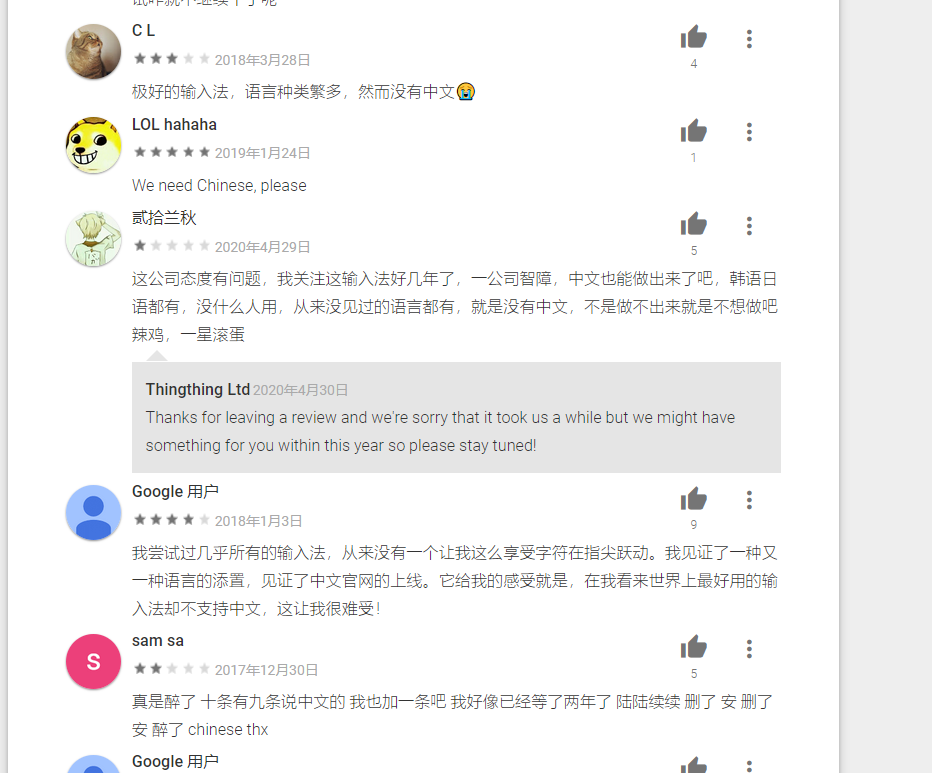 试咋就不继续下了呢
C L
2018年3月28日
4
极好的输入法，语言种类繁多，然而没有中文😭
LOL hahaha
2019年1月24日
1
We need Chinese, please
贰拾兰秋
2020年4月29日
5
这公司态度有问题，我关注这输入法好几年了，一公司智障，中文也能做出来了吧，韩语日
语都有，没什么人用，从来没见过的语言都有，就是没有中文，不是做不出来就是不想做吧
辣鸡，一星滚蛋
Thingthing Ltd 2020年4月30日
Thanks for leaving a review and we're sorry that it took us a while but we might have
something for you within this year so please stay tuned!
Google 用户
2018年1月3日
9
我尝试过几乎所有的输入法，从来没有一个让我这么享受字符在指尖跃动。我见证了一种又
一种语言的添置，见证了中文官网的上线。它给我的感受就是，在我看来世界上最好用的输
入法却不支持中文，这让我很难受！
S
sam sa
2017年12月30日
5
真是醉了 十条有九条说中文的 我也加一条吧 我好像已经等了两年了 陆陆续续 删了 安 删了
安 醉了 chinese thx
Google 用户